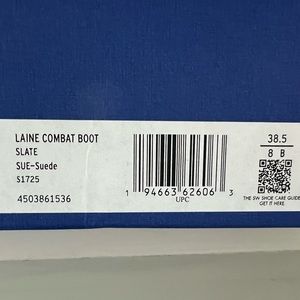 LAINE COMBAT BOOT
SLATE
SUE-Suede
S1725
4503861536
1 94663 62606 3
UPC
38.5
8 B
THE SW SHOE CARE GUIDE
GET IT HERE.